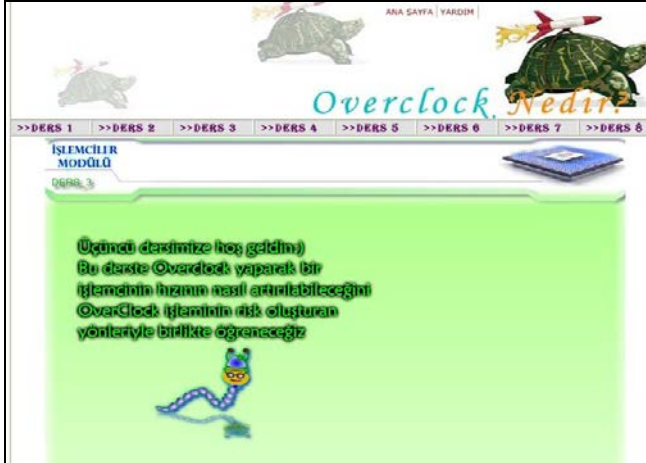 ANA SAYFA | YARDIM |
Overclock Nedir?
>>DERS 1 >>DERS 2 >>DERS 3 >>DERS 4 >>DERS 5 >>DERS 6 >>DERS 7 >>DERS 8
İŞLEMCİLER
MODÜLÜ
DERS 3
Üçüncü dersimize hoş geldin:)
Bu derste Overclock yaparak bir
işlemcinin hızının nasıl artırılabileceğini
OverClock işleminin risk oluşturan
yönleriyle birlikte öğreneceğiz